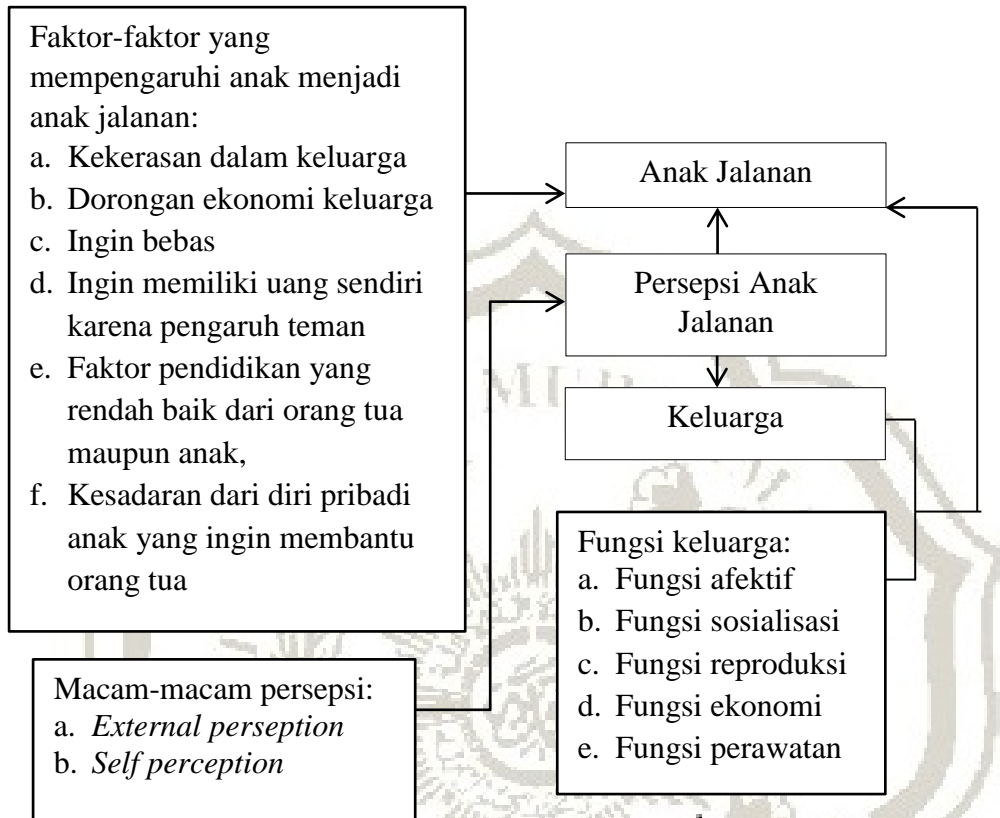 Faktor-faktor yang
mempengaruhi anak menjadi
anak jalanan:
a. Kekerasan dalam keluarga
b. Dorongan ekonomi keluarga
c. Ingin bebas
d. Ingin memiliki uang sendiri
karena pengaruh teman
e. Faktor pendidikan yang
rendah baik dari orang tua
maupun anak,
f. Kesadaran dari diri pribadi
anak yang ingin membantu
orang tua
Anak Jalanan
Persepsi Anak
Jalanan
Keluarga
Fungsi keluarga:
a. Fungsi afektif
b. Fungsi sosialisasi
c. Fungsi reproduksi
d. Fungsi ekonomi
e. Fungsi perawatan
Macam-macam persepsi:
a. External perseption
b. Self perception